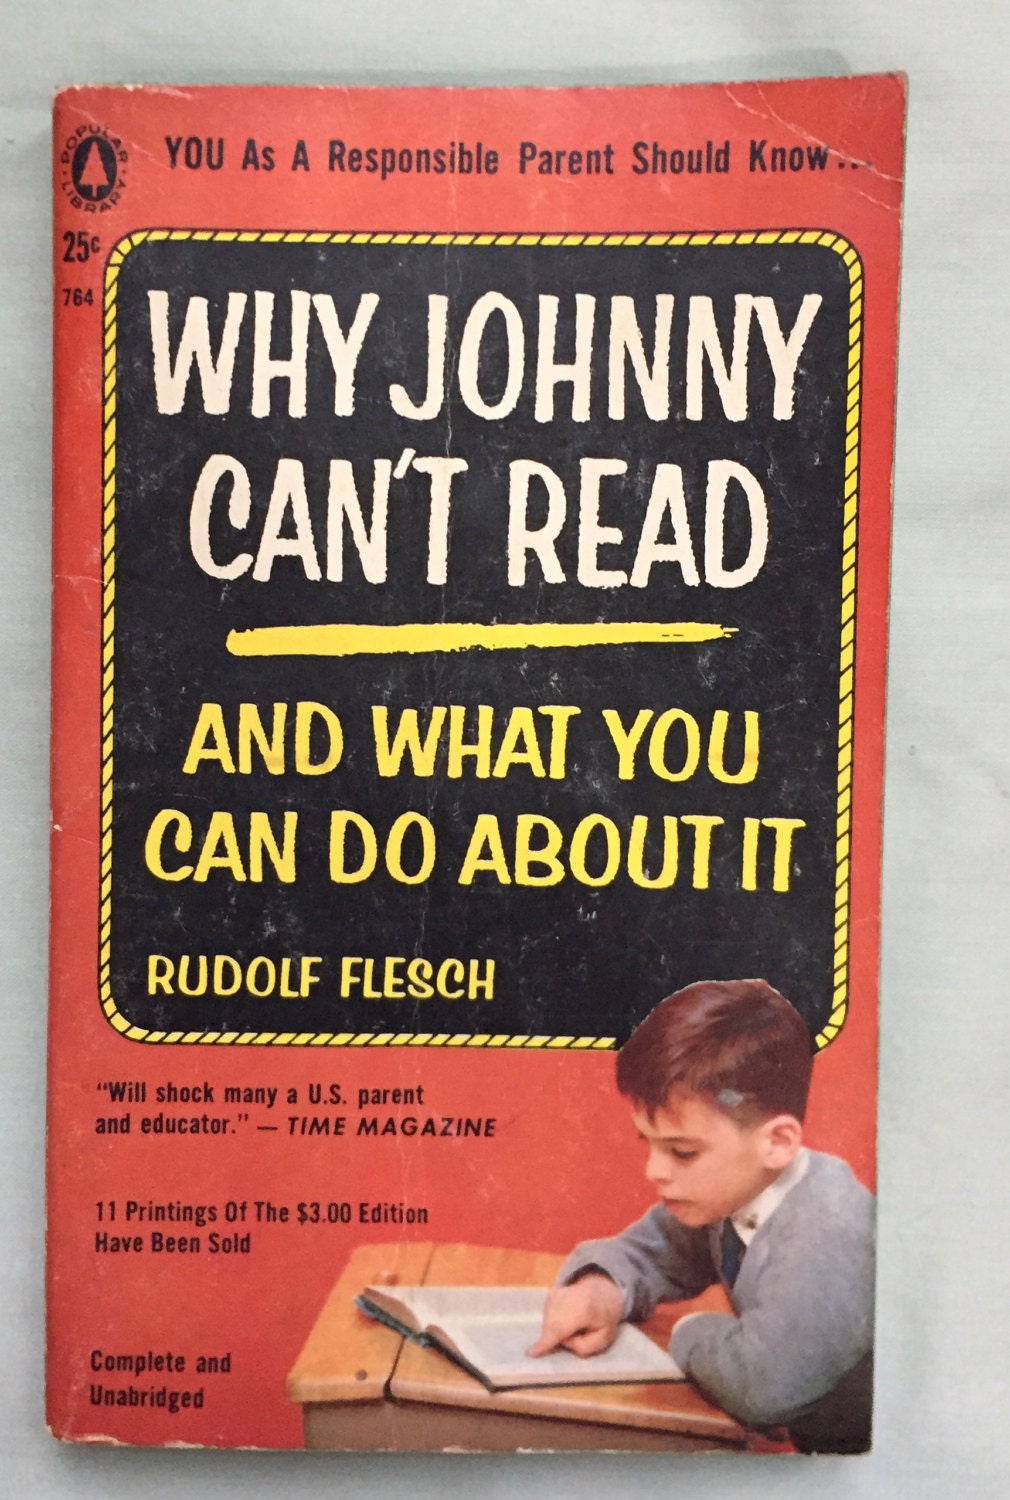 POPULAR
LIBRARY
YOU As A Responsible Parent Should Know...
25c
764
WHY JOHNNY
CAN'T READ
AND WHAT YOU
CAN DO ABOUT IT
RUDOLF FLESCH
"Will shock many a U.S. parent
and educator." — TIME MAGAZINE
11 Printings Of The $3.00 Edition
Have Been Sold
Complete and
Unabridged